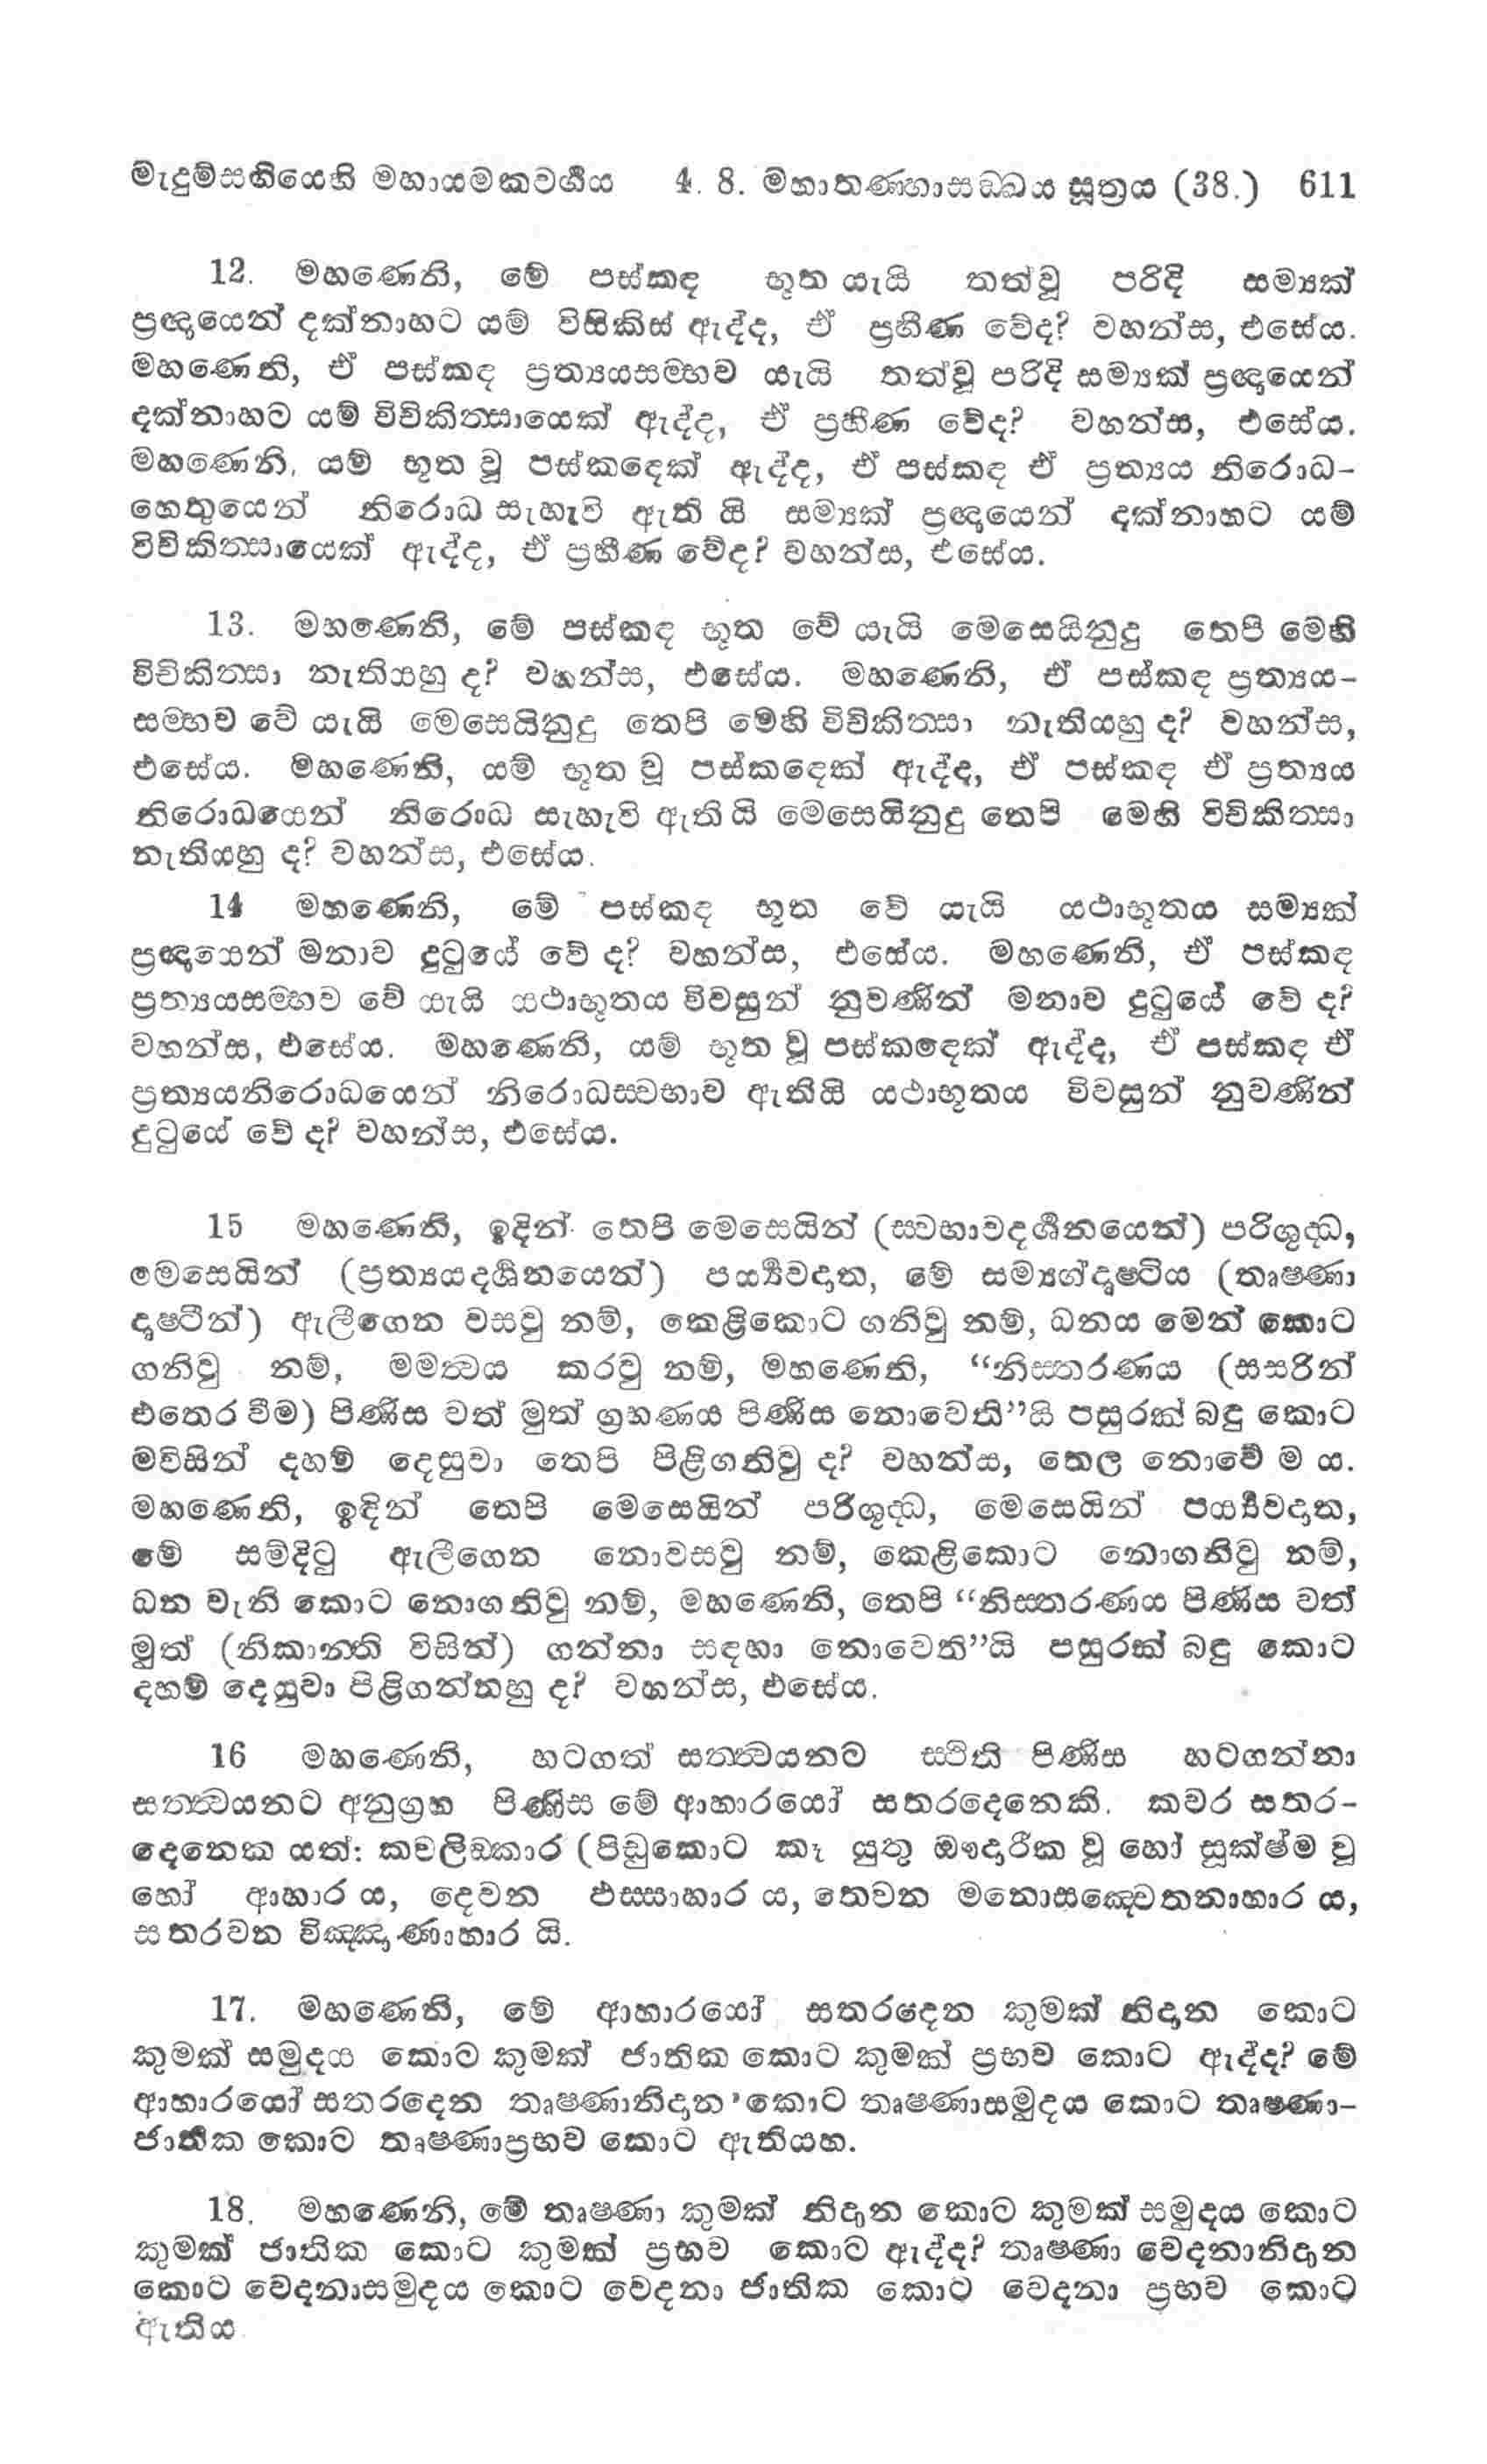 මැදුම්සඟියෙහි මහායමකවර්‍ගය 4. 8. මහාතණ්හාසඞ්ඛය සූත්‍රය (38.) 611
12. මහණෙනි, මේ පස්කඳ භූත යැයි තත්වූ පරිදි සම්‍යක්
ප්‍රඥායෙන් දක්නාහට යම් විසිකිස් ඇද්ද, ඒ ප්‍රහීණ වේද? වහන්ස, එසේය.
මහණෙනි, ඒ පස්කඳ ප්‍රත්‍යයසම්භව යැයි තත්වූ පරිදි සම්‍යක් ප්‍රඥායෙන්
දක්නාහට යම් විචිකිත්සායෙක් ඇද්ද, ඒ ප්‍රහීණ වේද? වහන්ස, එසේය.
මහණෙනි, යම් භූත වූ පස්කඳෙක් ඇද්ද, ඒ පස්කඳ ඒ ප්‍රත්‍යය නිරොධ-
හෙතුයෙන් නිරොධ සැහැවි ඇති යි සම්‍යක් ප්‍රඥායෙන් දක්නාහට යම්
විචිකිත්සායෙක් ඇද්ද, ඒ ප්‍රහීණ වේද? වහන්ස, එසේය.
13. මහණෙනි, මේ පස්කඳ භූත වේ යැයි මෙසෙයිනුදු තෙපි මෙහි
විචිකිත්සා නැතියහු ද? වහන්ස, එසේය. මහණෙනි, ඒ පස්කඳ ප්‍රත්‍යය-
සම්භව වේ යැයි මෙසෙයිනුදු තෙපි මෙහි විචිකිත්සා නැතියහු ද? වහන්ස,
එසේය. මහණෙනි, යම් භූත වූ පස්කඳෙක් ඇද්ද, ඒ පස්කඳ ඒ ප්‍රත්‍යය
නිරොධයෙන් නිරොධ සැහැවි ඇති යි මෙසෙයිනුදු තෙපි මෙහි විචිකිත්සා
නැතියහු ද? වහන්ස, එසේය.
14 මහණෙනි, මේ පස්කඳ භූත වේ යැයි යථාභූතය සම්‍යක්
ප්‍රඥායෙන් මනාව දුටුයේ වේ ද? වහන්ස, එසේය. මහණෙනි, ඒ පස්කඳ
ප්‍රත්‍යයසම්භව වේ යැයි යථාභූතය විවසුන් නුවණින් මනාව දුටුයේ වේ ද?
වහන්ස, එසේය. මහණෙනි, යම් භූත වූ පස්කඳෙක් ඇද්ද, ඒ පස්කඳ ඒ
ප්‍රත්‍යයනිරොධයෙන් නිරොධස්වභාව ඇතියි යථාභූතය විවසුන් නුවණින්
දුටුයේ වේ ද? වහන්ස, එසේය.
15 මහණෙනි, ඉදින් තෙපි මෙසෙයින් (ස්වභාවදර්‍ශනයෙන්) පරිශුද්ධ,
මෙසෙයින් (ප්‍රත්‍යයදර්‍ශනයෙන්) පර්‍ය්‍යවදාත, මේ සම්‍යග්දෘෂ්ටිය (තෘෂ්ණා
දෘෂ්ටීන්) ඇලීගෙන වසවු නම්, කෙළිකොට ගනිවු නම්, ධනය මෙන් කොට
ගනිවු නම්, මමත්‍වය කරවු නම්, මහණෙනි, “නිස්තරණය (සසරින්
එතෙර වීම) පිණිස වත් මුත් ග්‍රහණය පිණිස නොවෙති”යි පසුරක් බඳු කොට
මවිසින් දහම් දෙසුවා තෙපි පිළිගනිවු ද? වහන්ස, තෙල නොවේ ම ය.
මහණෙනි, ඉඳින් තෙපි මෙසෙයින් පරිශුද්ධ, මෙසෙයින් පර්‍ය්‍යවදාත,
මේ සම්දිටු ඇලීගෙන නොවසවු නම්, කෙළිකොට නොගනිවු නම්,
ධන වැනි කොට නොගනිවු නම්, මහණෙනි, තෙපි “නිස්තරණය පිණිස වත්
මුත් (නිකාන්ති විසින්) ගන්නා සඳහා නොවෙති”යි පසුරක් බඳු කොට
දහම් දෙසුවා පිළිගන්නහු ද? වහන්ස, එසේය.
16 මහණෙනි, හටගත් සත්ත්‍වයනට ස්ථිති පිණිස හටගන්නා
සත්ත්‍වයනට අනුග්‍රහ පිණිස මේ ආහාරයෝ සතරදෙනෙකි. කවර සතර-
දෙනෙක යත්: කවලිඞ්කාර (පිඬුකොට කෑ යුතු ඖදාරික වූ හෝ සූක්ෂ්ම වූ
හෝ ආහාර ය, දෙවන ඵස්සාහාර ය, තෙවන මනොසඤ්චෙතනාහාර ය,
සතරවන විඤ්ඤාණාහාර යි.
17. මහණෙනි, මේ ආහාරයෝ සතරදෙන කුමක් නිදාන කොට
කුමක් සමුදය කොට කුමක් ජාතික කොට කුමක් ප්‍රභව කොට ඇද්ද? මේ
ආහාරයෝ සතරදෙන තෘෂ්ණානිදාන කොට තෘෂ්ණාසමුදය කොට තෘෂ්ණා-
ජාතික කොට තෘෂ්ණාප්‍රභව කොට ඇතියහ.
18. මහණෙනි, මේ තෘෂ්ණා කුමක් නිදාන කොට කුමක් සමුදය කොට
කුමක් ජාතික කොට කුමක් ප්‍රභව කොට ඇද්ද? තෘෂ්ණා වෙදනානිදාන
කොට වෙදනාසමුදය කොට වෙදනා ජාතික කොට වෙදනා ප්‍රභව කොට
ඇතිය